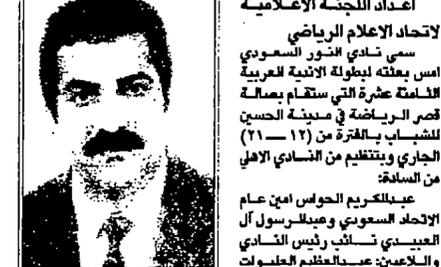 اعداد اللجنة الاعلامية
لاتحاد الاعلام الرياضي
سمى نادي النور السعودي
امس بعثته لبطولة الاندية العربية
الثامنة عشرة التي ستقام بصالة
قصر الرياضة في مدينة الحسين
للشباب بالفترة من (١٢ — ٢١)
الجاري وبتنظيم من النادي الاهلي
من السادة:
عبدالكريم الحواس امين عام
الاتحاد السعودي وعبدالرسول آل
العبيدي نائب رئيس النادي
واللاعبين: عبدالعظيم العليوات